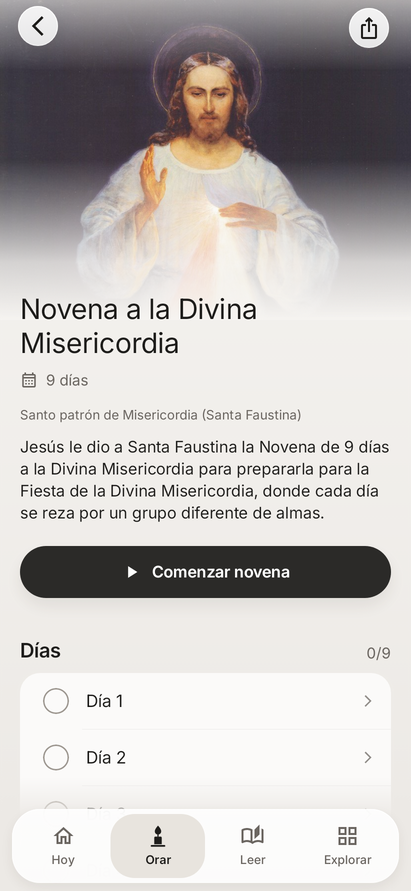 Novena a la Divina
Misericordia
9 días
Santo patrón de Misericordia (Santa Faustina)
Jesús le dio a Santa Faustina la Novena de 9 días
a la Divina Misericordia para prepararla para la
Fiesta de la Divina Misericordia, donde cada día
se reza por un grupo diferente de almas.
Comenzar novena
Días 0/9
Día 1
Día 2
Día 3
Hoy Orar Leer Explorar